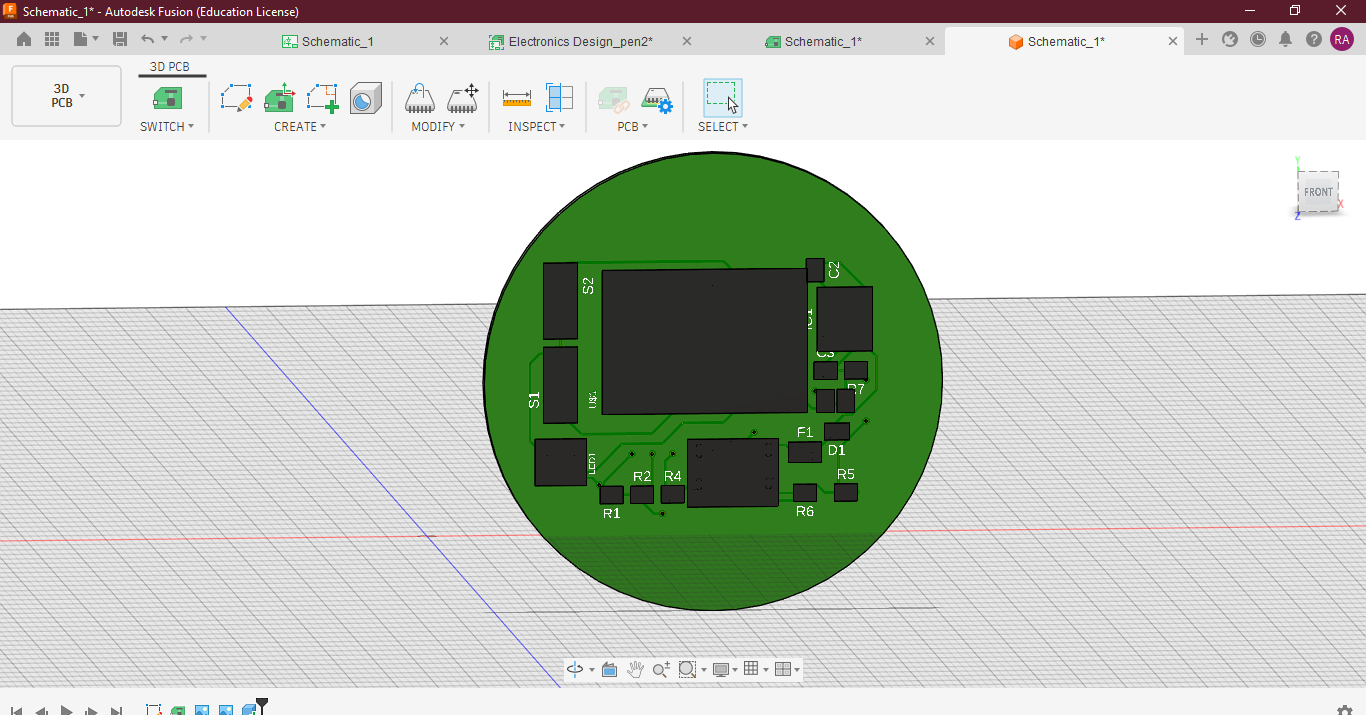 Schematic_1* - Autodesk Fusion (Education License)
Schematic_1
Electronics Design_pen2*
Schematic_1*
Schematic_1*
RA
3D PCB
3D
PCB
SWITCH
CREATE
MODIFY
INSPECT
PCB
SELECT
Y
FRONT
X
Z
S2
C2
S1
R7
F1
D1
LED1
R2
R4
R5
R1
R6